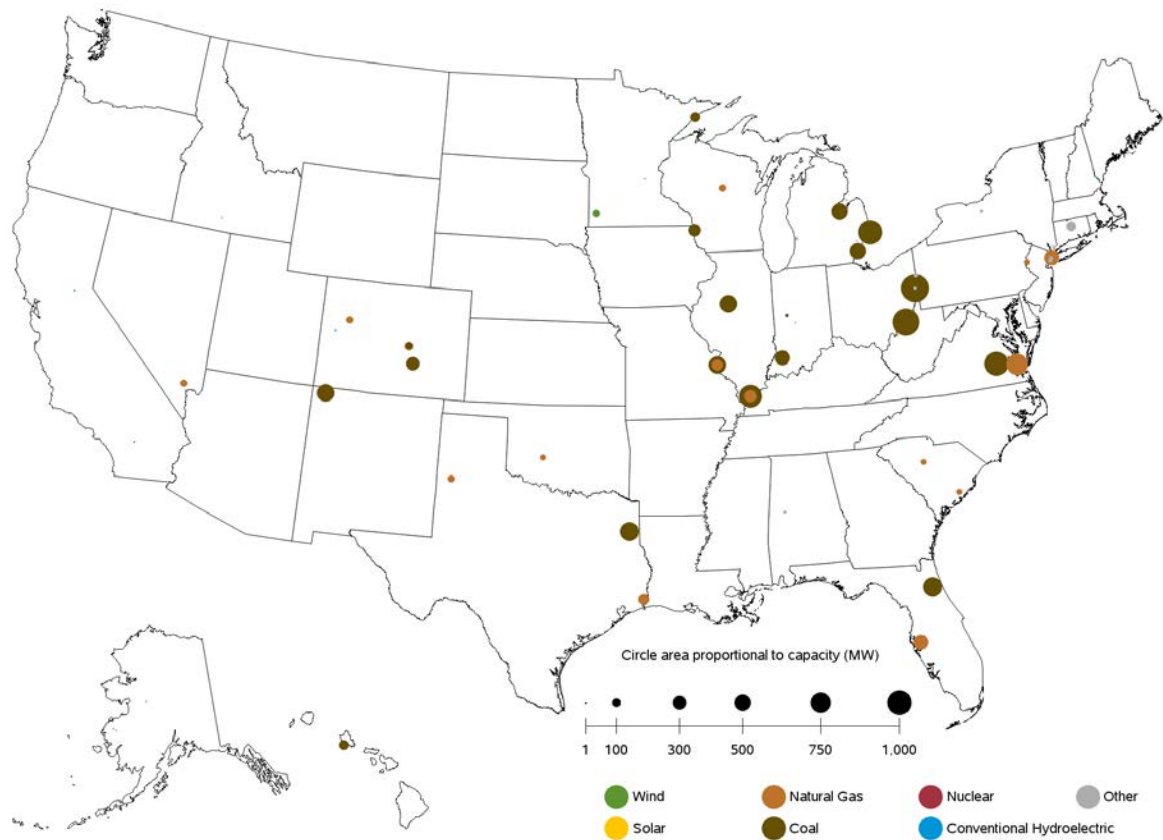 Circle area proportional to capacity (MW)
1 100 300 500 750 1,000
Wind Natural Gas Nuclear Other
Solar Coal Conventional Hydroelectric